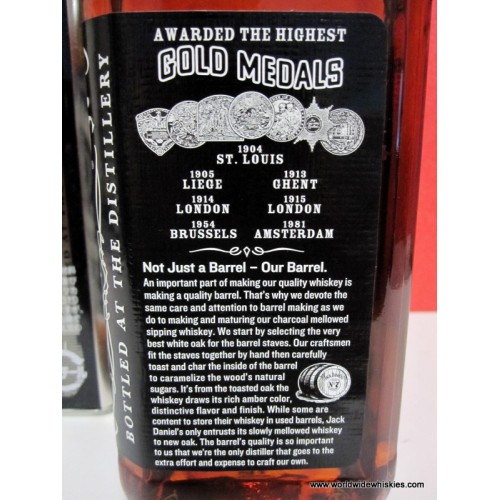 AWARDED THE HIGHEST
GOLD MEDALS
1904
ST. LOUIS
1905
LIEGE
1913
GHENT
1914
LONDON
1915
LONDON
1954
BRUSSELS
1981
AMSTERDAM
Not Just a Barrel – Our Barrel.
An important part of making our quality whiskey is
making a quality barrel. That's why we devote the
same care and attention to barrel making as we
do to making and maturing our charcoal mellowed
sipping whiskey. We start by selecting the very
best white oak for the barrel staves. Our craftsmen
fit the staves together by hand then carefully
toast and char the inside of the barrel
to caramelize the wood's natural
sugars. It's from the toasted oak the
whiskey draws its rich amber color,
distinctive flavor and finish. While some are
content to store their whiskey in used barrels, Jack
Daniel's only entrusts its slowly mellowed whiskey
to new oak. The barrel's quality is so important
to us that we're the only distiller that goes to the
extra effort and expense to craft our own.
BOTTLED AT THE DISTILLERY
www.worldwidewhiskies.com